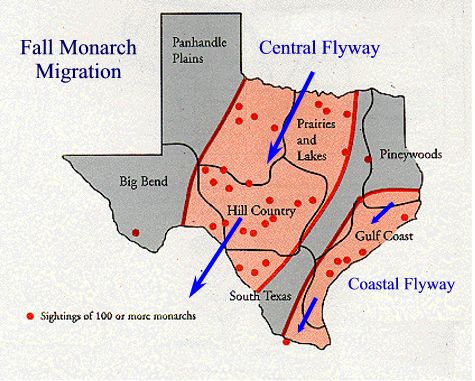 Fall Monarch
Migration
Panhandle
Plains
Central Flyway
Prairies
and
Lakes
Pineywoods
Big Bend
Hill Country
Gulf Coast
South Texas
Coastal Flyway
Sightings of 100 or more monarchs